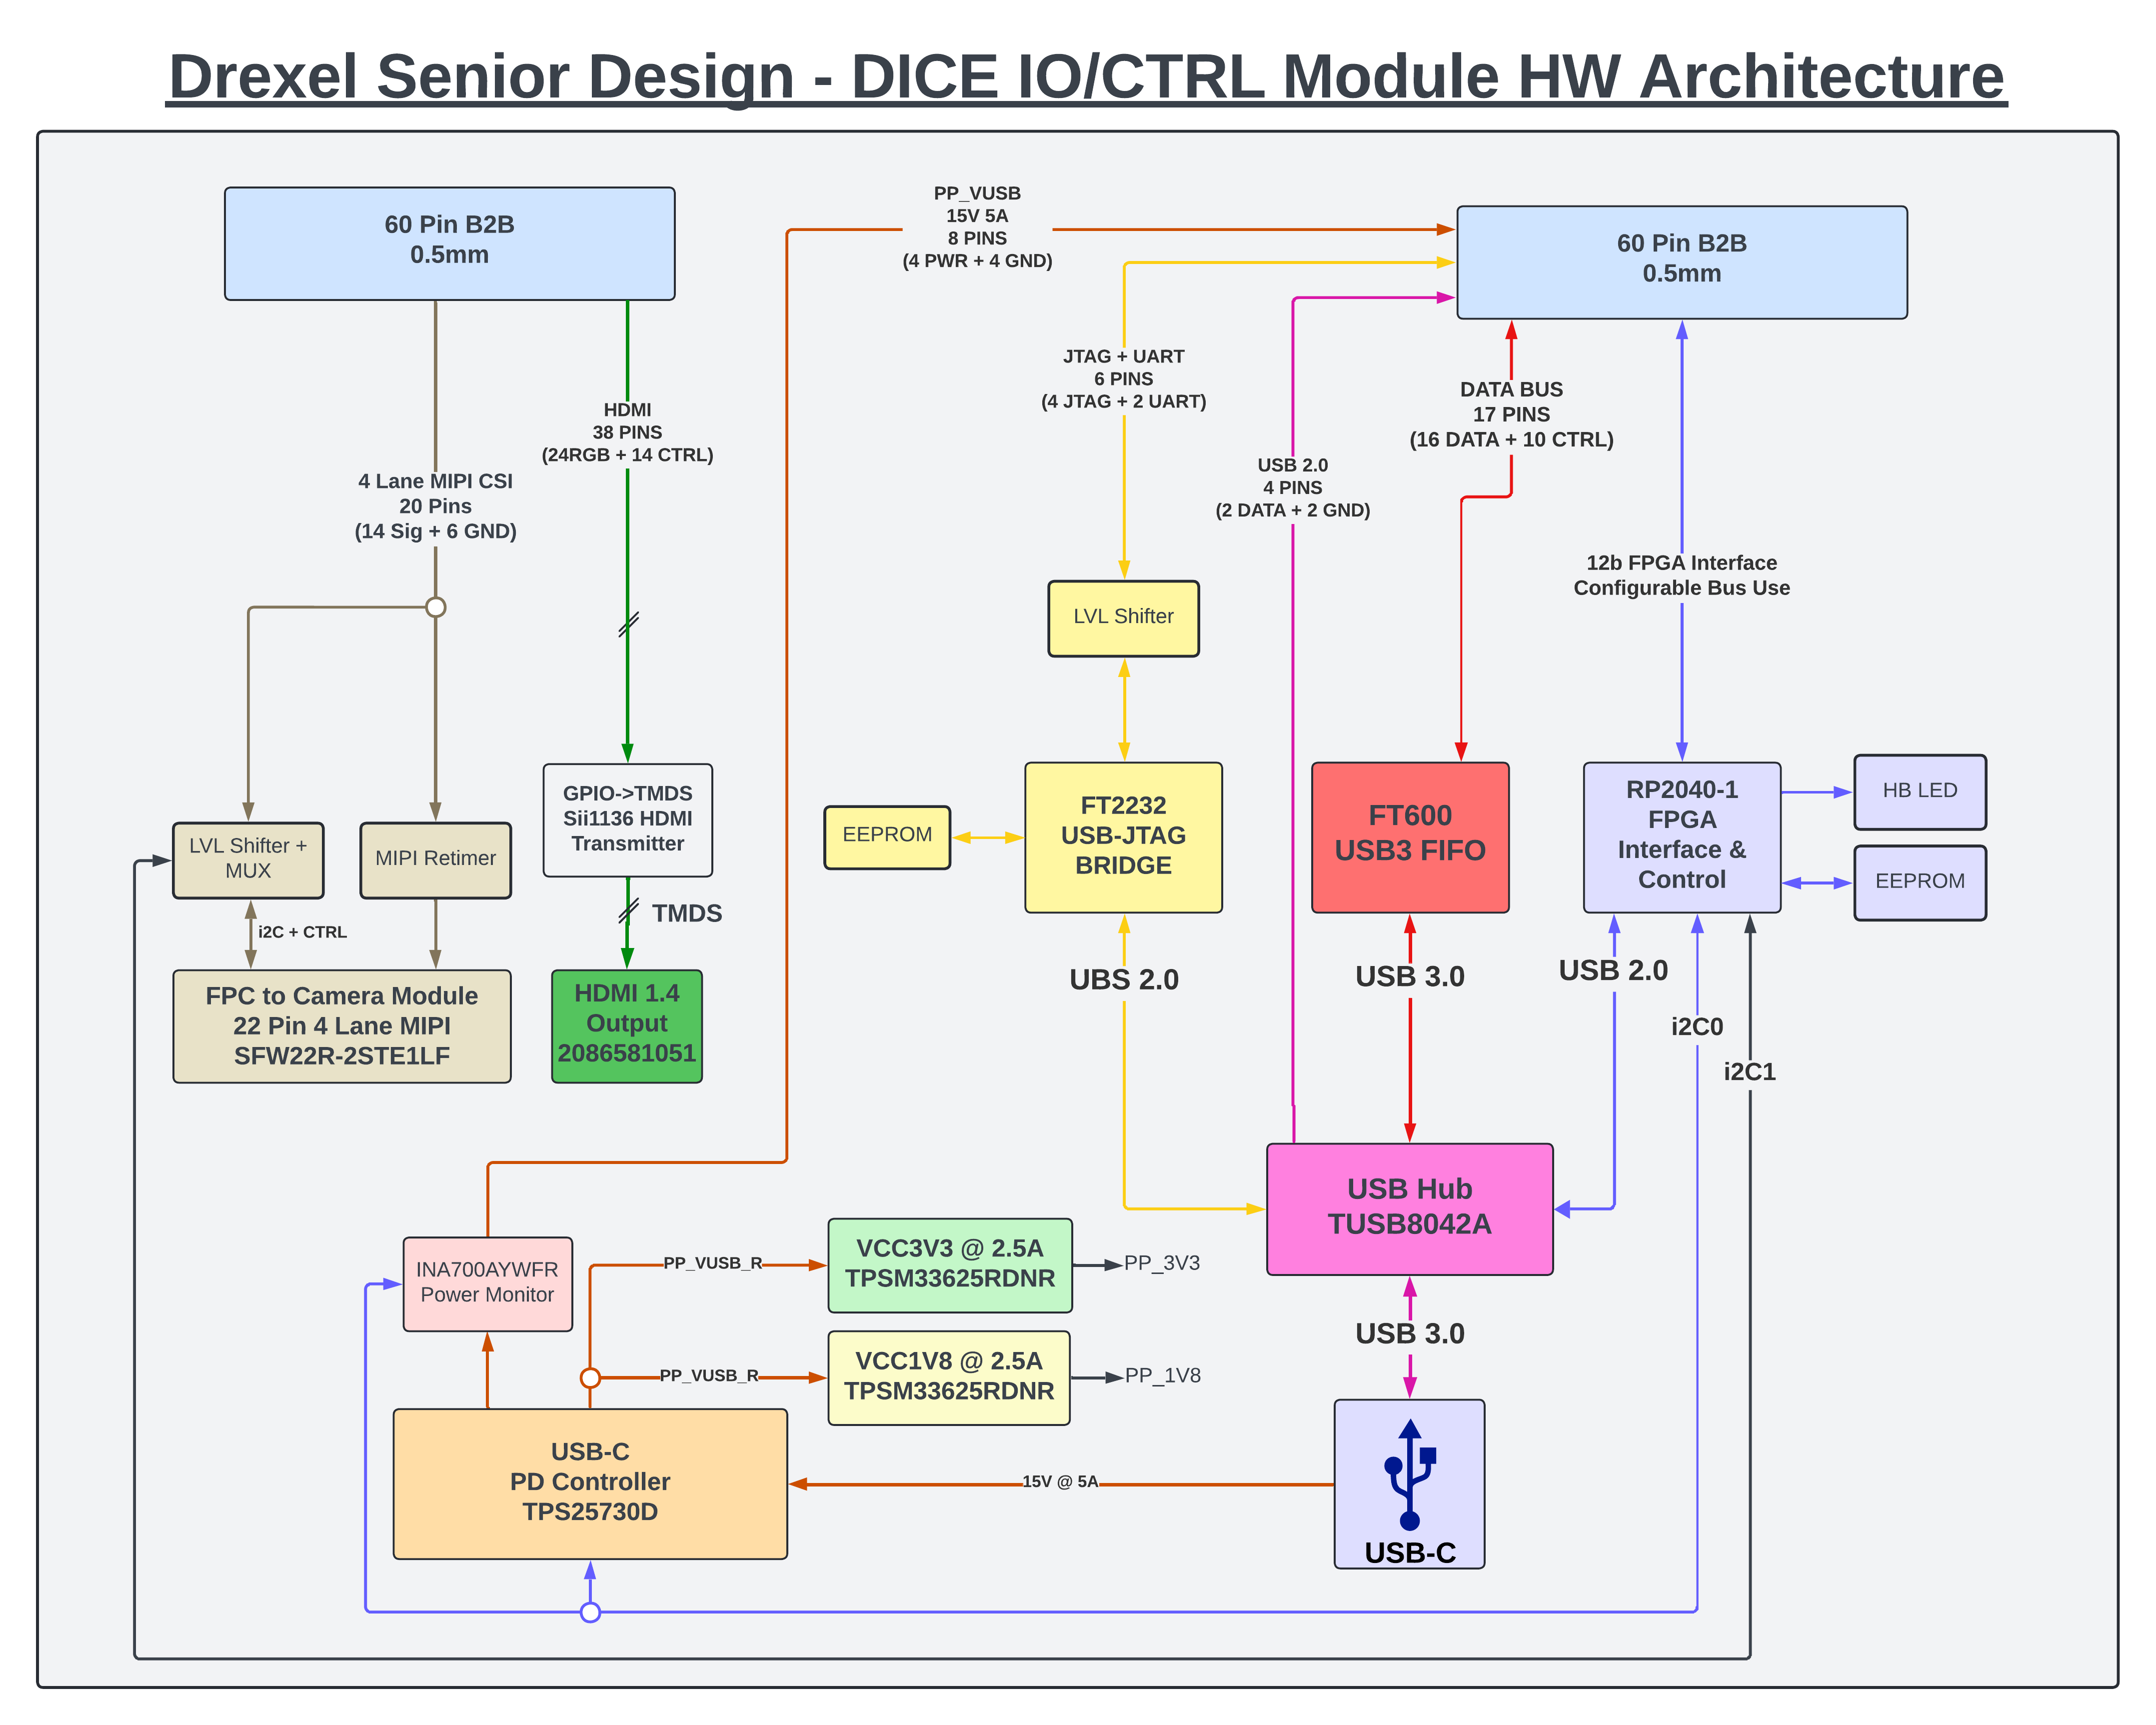 Drexel Senior Design - DICE IO/CTRL Module HW Architecture
60 Pin B2B
0.5mm
PP_VUSB
15V 5A
8 PINS
(4 PWR + 4 GND)
60 Pin B2B
0.5mm
JTAG + UART
6 PINS
(4 JTAG + 2 UART)
HDMI
38 PINS
(24RGB + 14 CTRL)
DATA BUS
17 PINS
(16 DATA + 10 CTRL)
4 Lane MIPI CSI
20 Pins
(14 Sig + 6 GND)
USB 2.0
4 PINS
(2 DATA + 2 GND)
12b FPGA Interface
Configurable Bus Use
LVL Shifter
LVL Shifter +
MUX
MIPI Retimer
GPIO->TMDS
Sii1136 HDMI
Transmitter
EEPROM
FT2232
USB-JTAG
BRIDGE
FT600
USB3 FIFO
RP2040-1
FPGA
Interface &
Control
HB LED
EEPROM
i2C + CTRL
TMDS
FPC to Camera Module
22 Pin 4 Lane MIPI
SFW22R-2STE1LF
HDMI 1.4
Output
2086581051
UBS 2.0
USB 3.0
USB 2.0
i2C0
i2C1
USB Hub
TUSB8042A
INA700AYWFR
Power Monitor
PP_VUSB_R
VCC3V3 @ 2.5A
TPSM33625RDNR
PP_3V3
USB 3.0
PP_VUSB_R
VCC1V8 @ 2.5A
TPSM33625RDNR
PP_1V8
USB-C
PD Controller
TPS25730D
15V @ 5A
USB-C